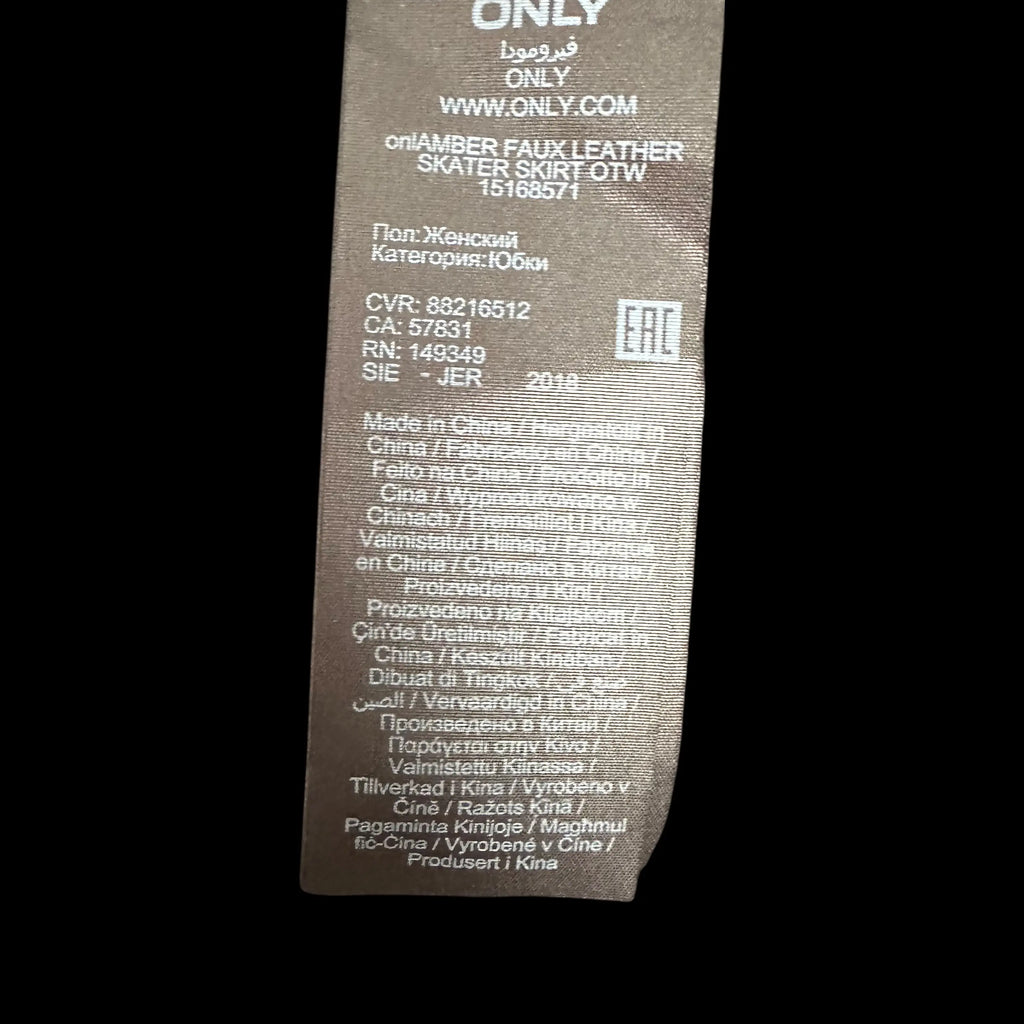 ONLY
فيرومودا
ONLY
WWW.ONLY.COM
onlAMBER FAUX LEATHER
SKATER SKIRT OTW
15168571
Пол:Женский
Категория:Юбки
CVR: 88216512
CA: 57831
RN: 149349
SIE - JER 2018
EAC
Made in China / Hergestellt in
China / Fabricado en China /
Feito na China / Prodotto in
Cina / Wyprodukowano w
Chinach / Fremstillet i Kina /
Valmistatud Hiinas / Fabriqué
en Chine / Сделано в Китае /
Proizvedeno u Kini /
Proizvedeno na Kitajskem /
Çin'de Üretilmiştir / Fabricat în
China / Készült Kínában /
Dibuat di Tingkok / صنع في
الصين / Vervaardigd in China /
Произведено в Китай /
Παράγεται στην Κίνα /
Valmistettu Kiinassa /
Tillverkad i Kina / Vyrobeno v
Číně / Ražots Ķīnā /
Pagaminta Kinijoje / Magħmul
fiċ-Ċina / Vyrobené v Číne /
Produsert i Kina